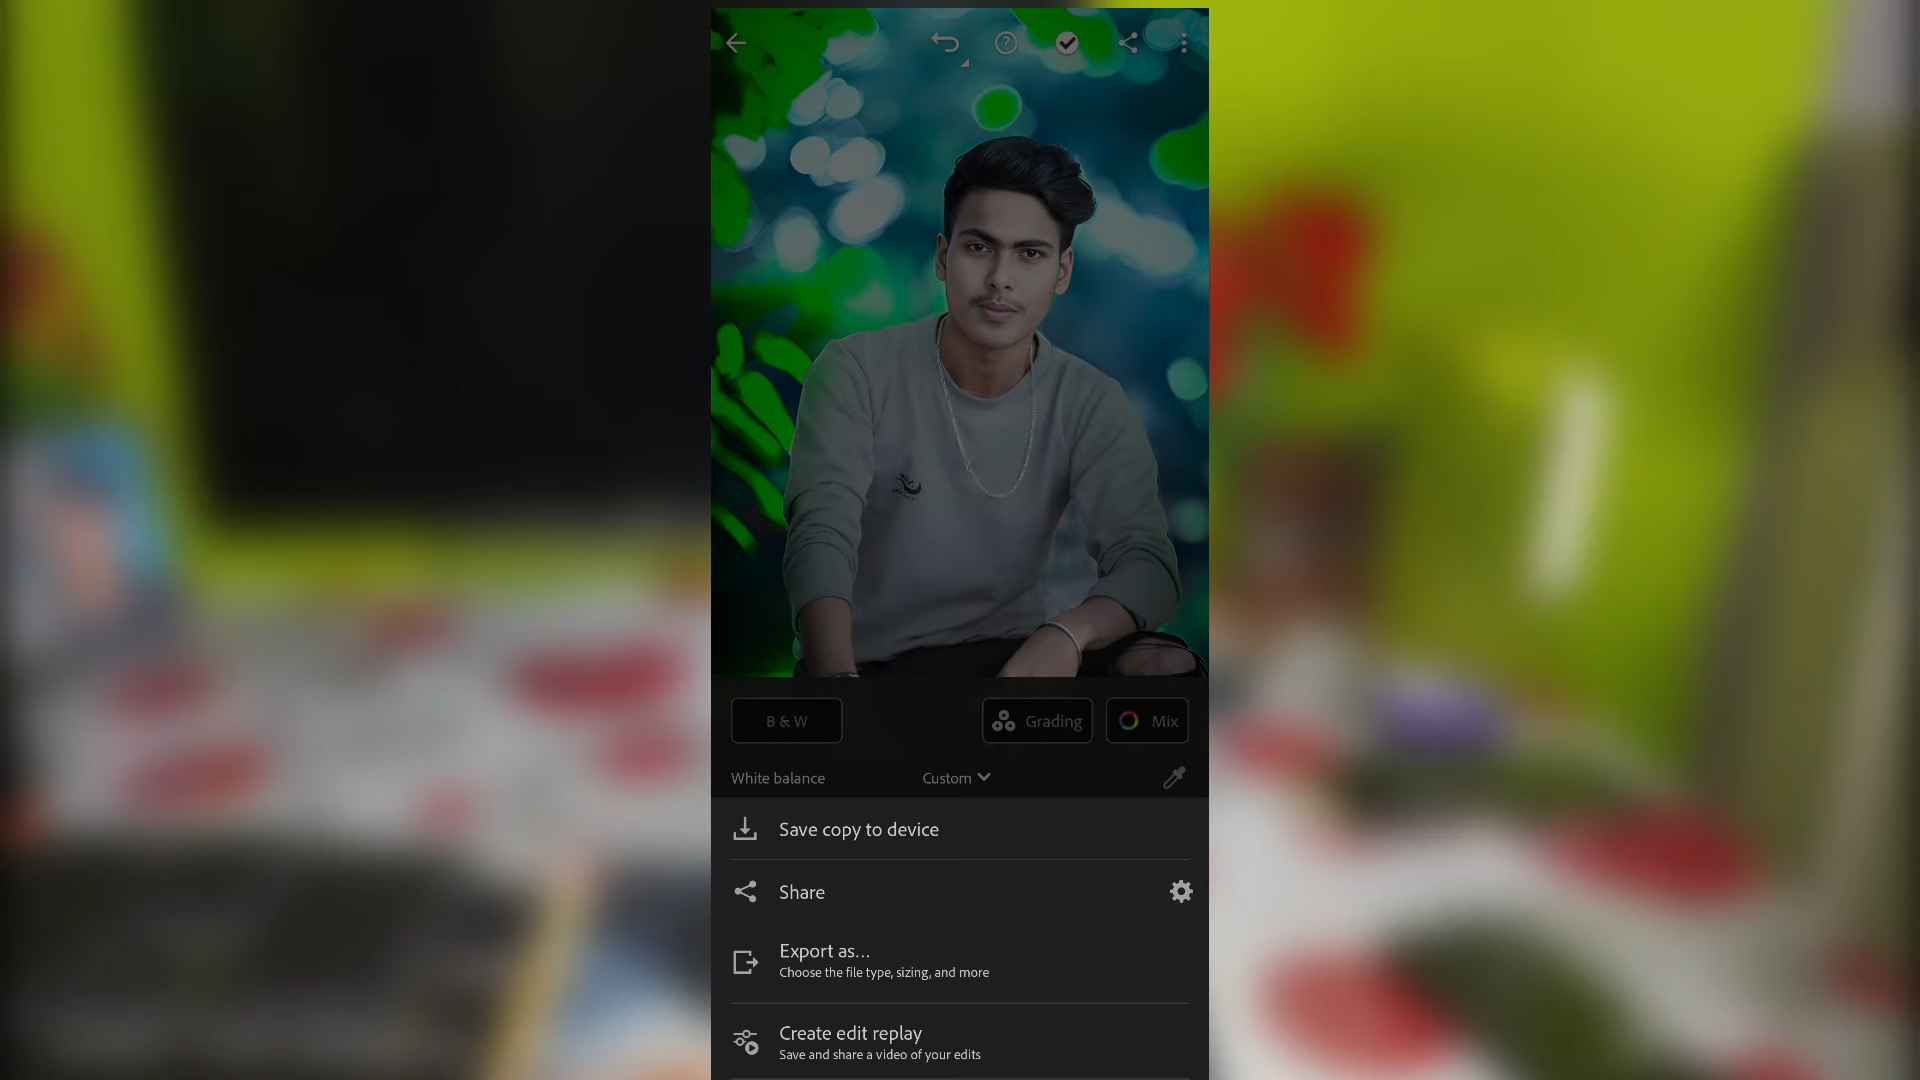 B & W
Grading
Mix
White balance
Custom
Save copy to device
Share
Export as...
Choose the file type, sizing, and more
Create edit replay
Save and share a video of your edits